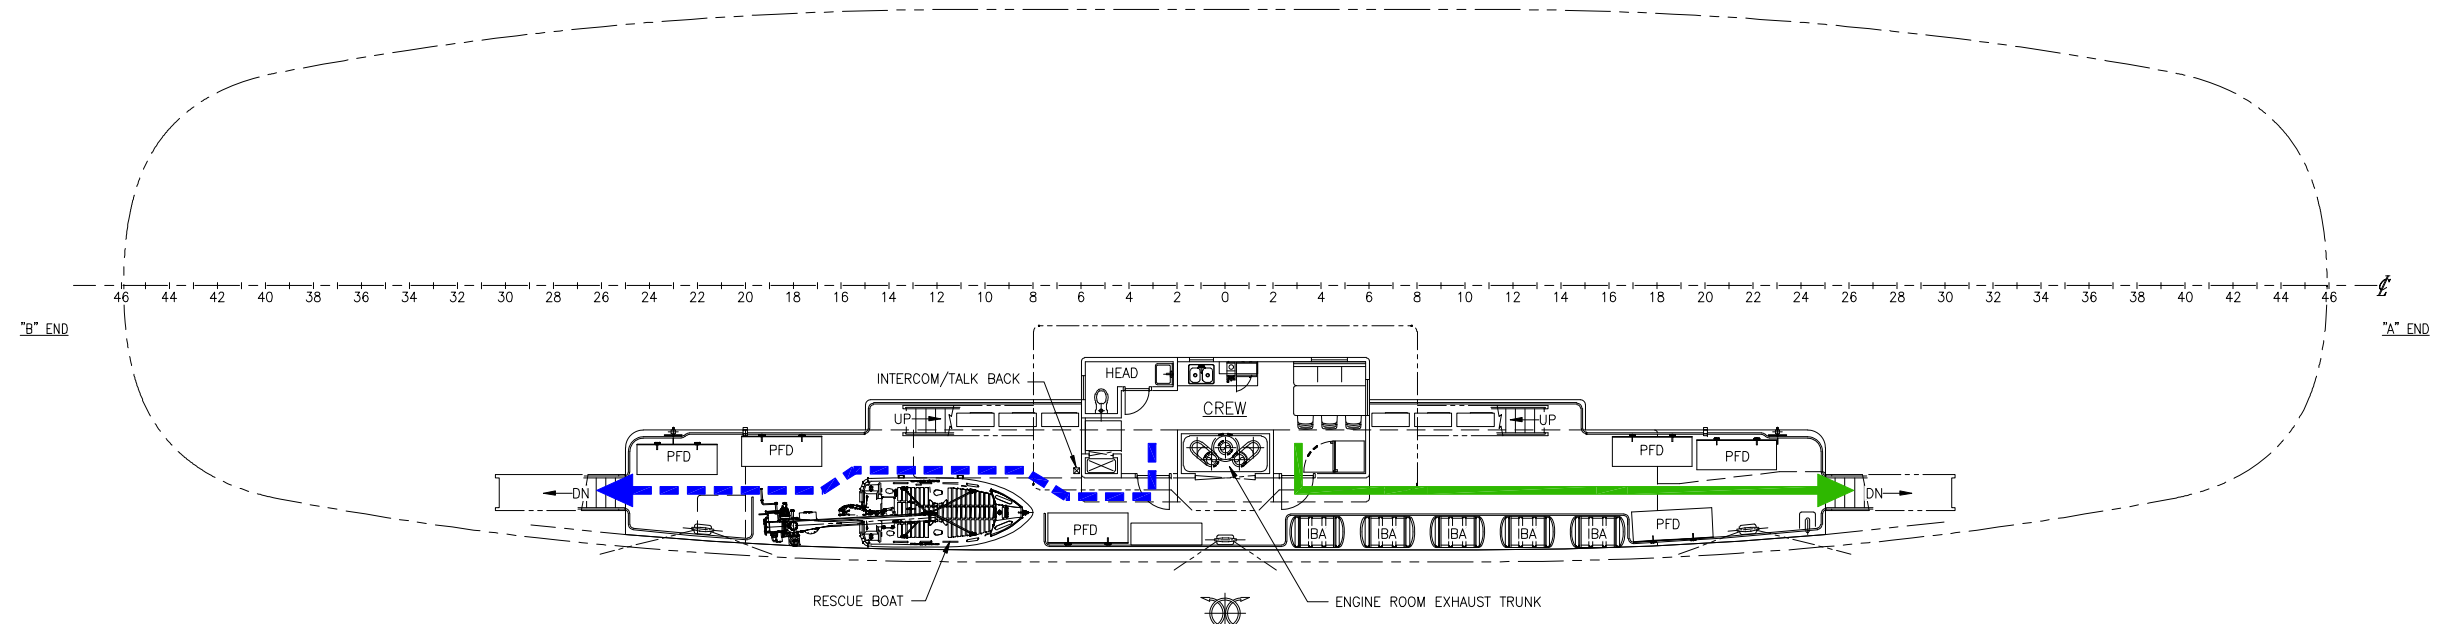 46 44 42 40 38 36 34 32 30 28 26 24 22 20 18 16 14 12 10 8 6 4 2 0 2 4 6 8 10 12 14 16 18 20 22 24 26 28 30 32 34 36 38 40 42 44 46 ℄
"B" END
"A" END
HEAD
INTERCOM/TALK BACK
CREW
UP
UP
PFD
PFD
PFD
PFD
DN
DN
PFD
PFD
IBA
IBA
IBA
IBA
IBA
RESCUE BOAT
ENGINE ROOM EXHAUST TRUNK